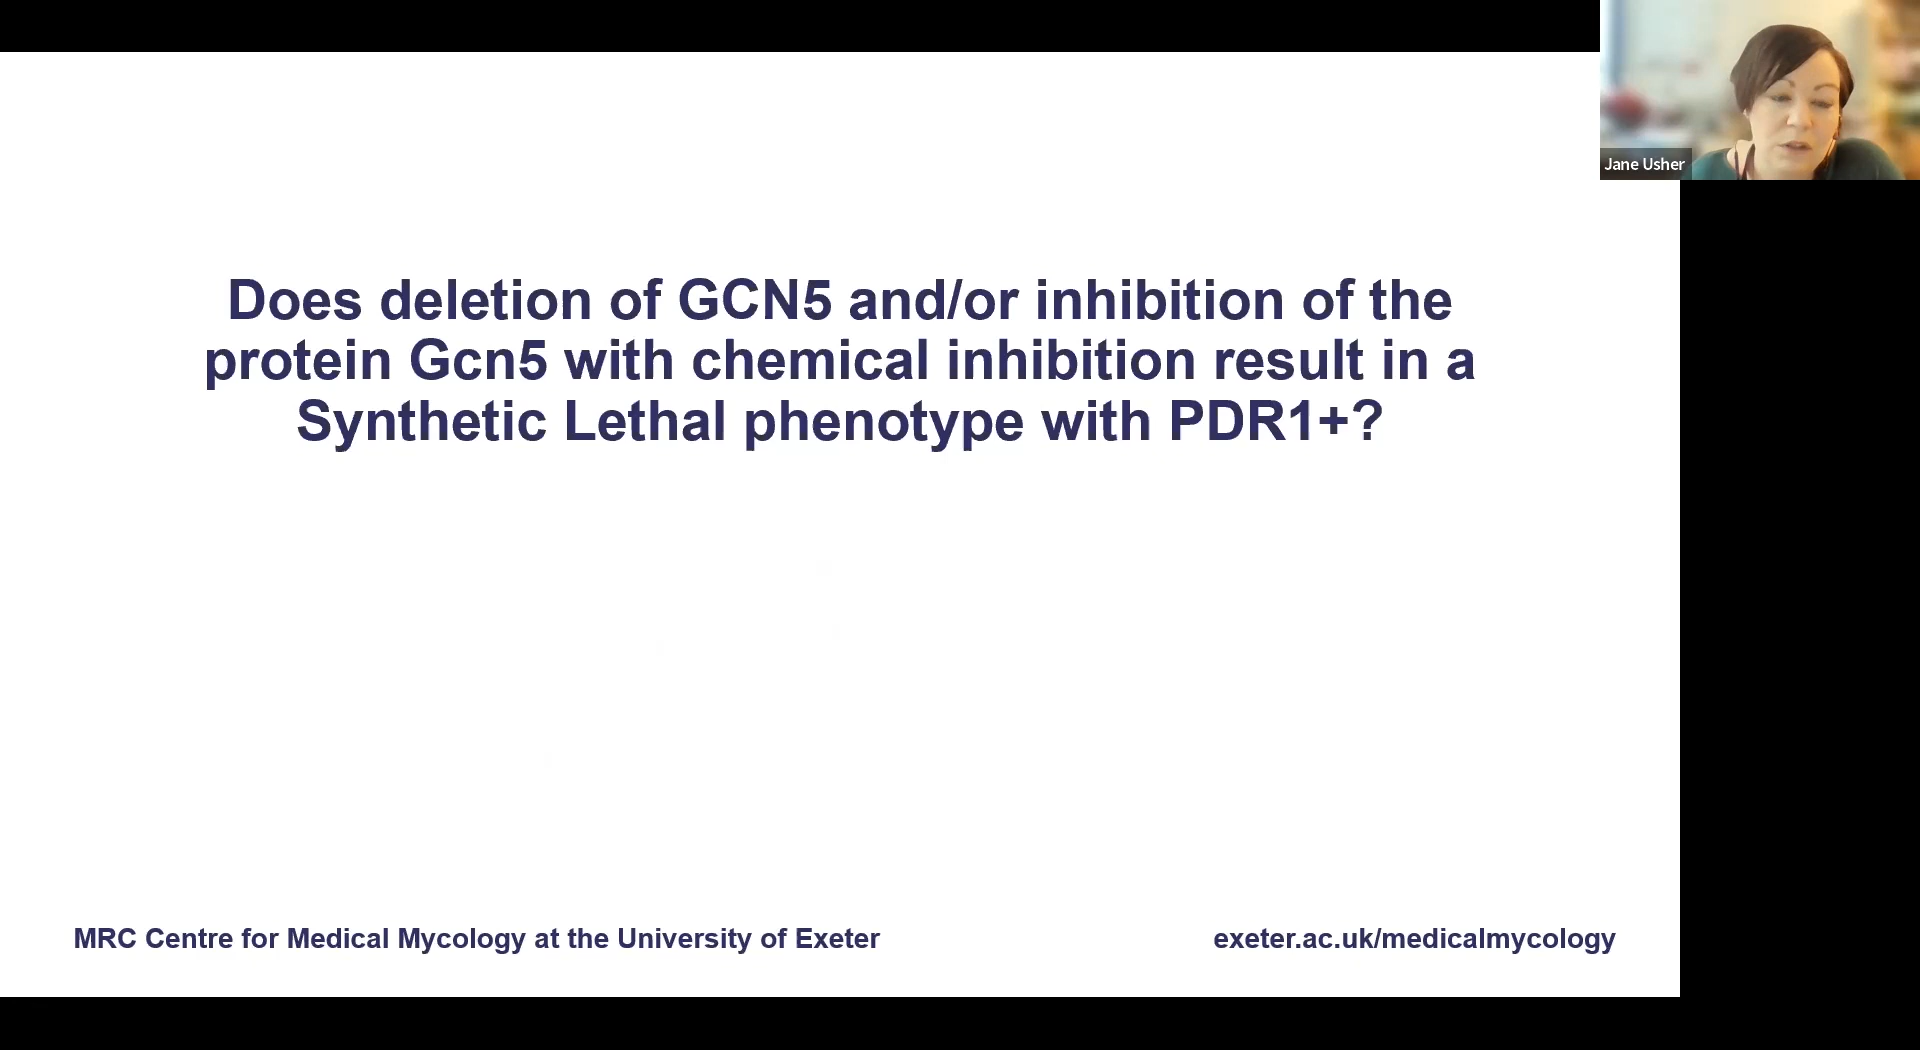 Jane Usher
Does deletion of GCN5 and/or inhibition of the
protein Gcn5 with chemical inhibition result in a
Synthetic Lethal phenotype with PDR1+?
MRC Centre for Medical Mycology at the University of Exeter
exeter.ac.uk/medicalmycology